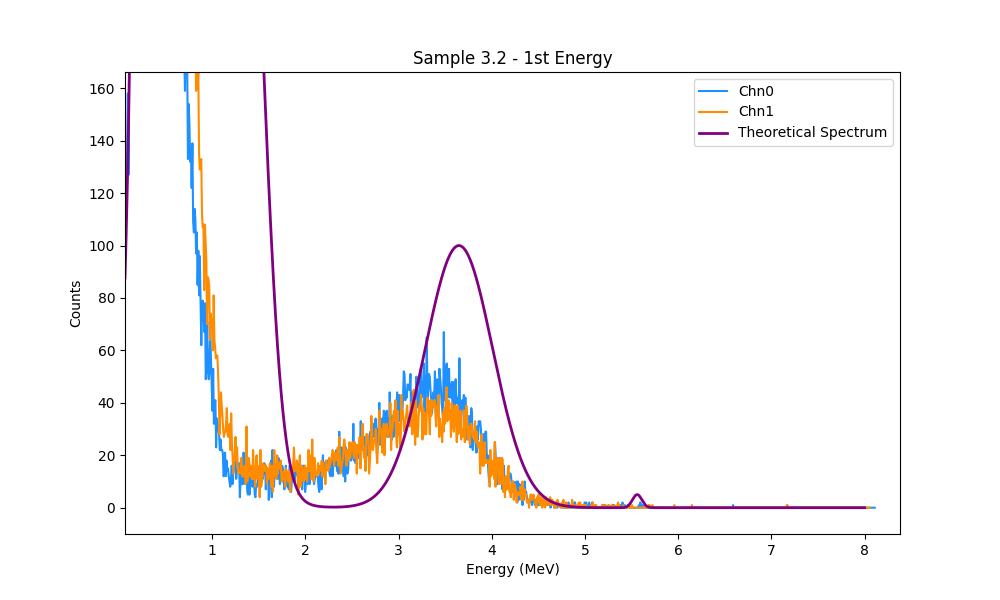 Sample 3.2 - 1st Energy
Chn0
Chn1
Theoretical Spectrum
160
140
120
100
80
60
40
20
0
Counts
1 2 3 4 5 6 7 8
Energy (MeV)